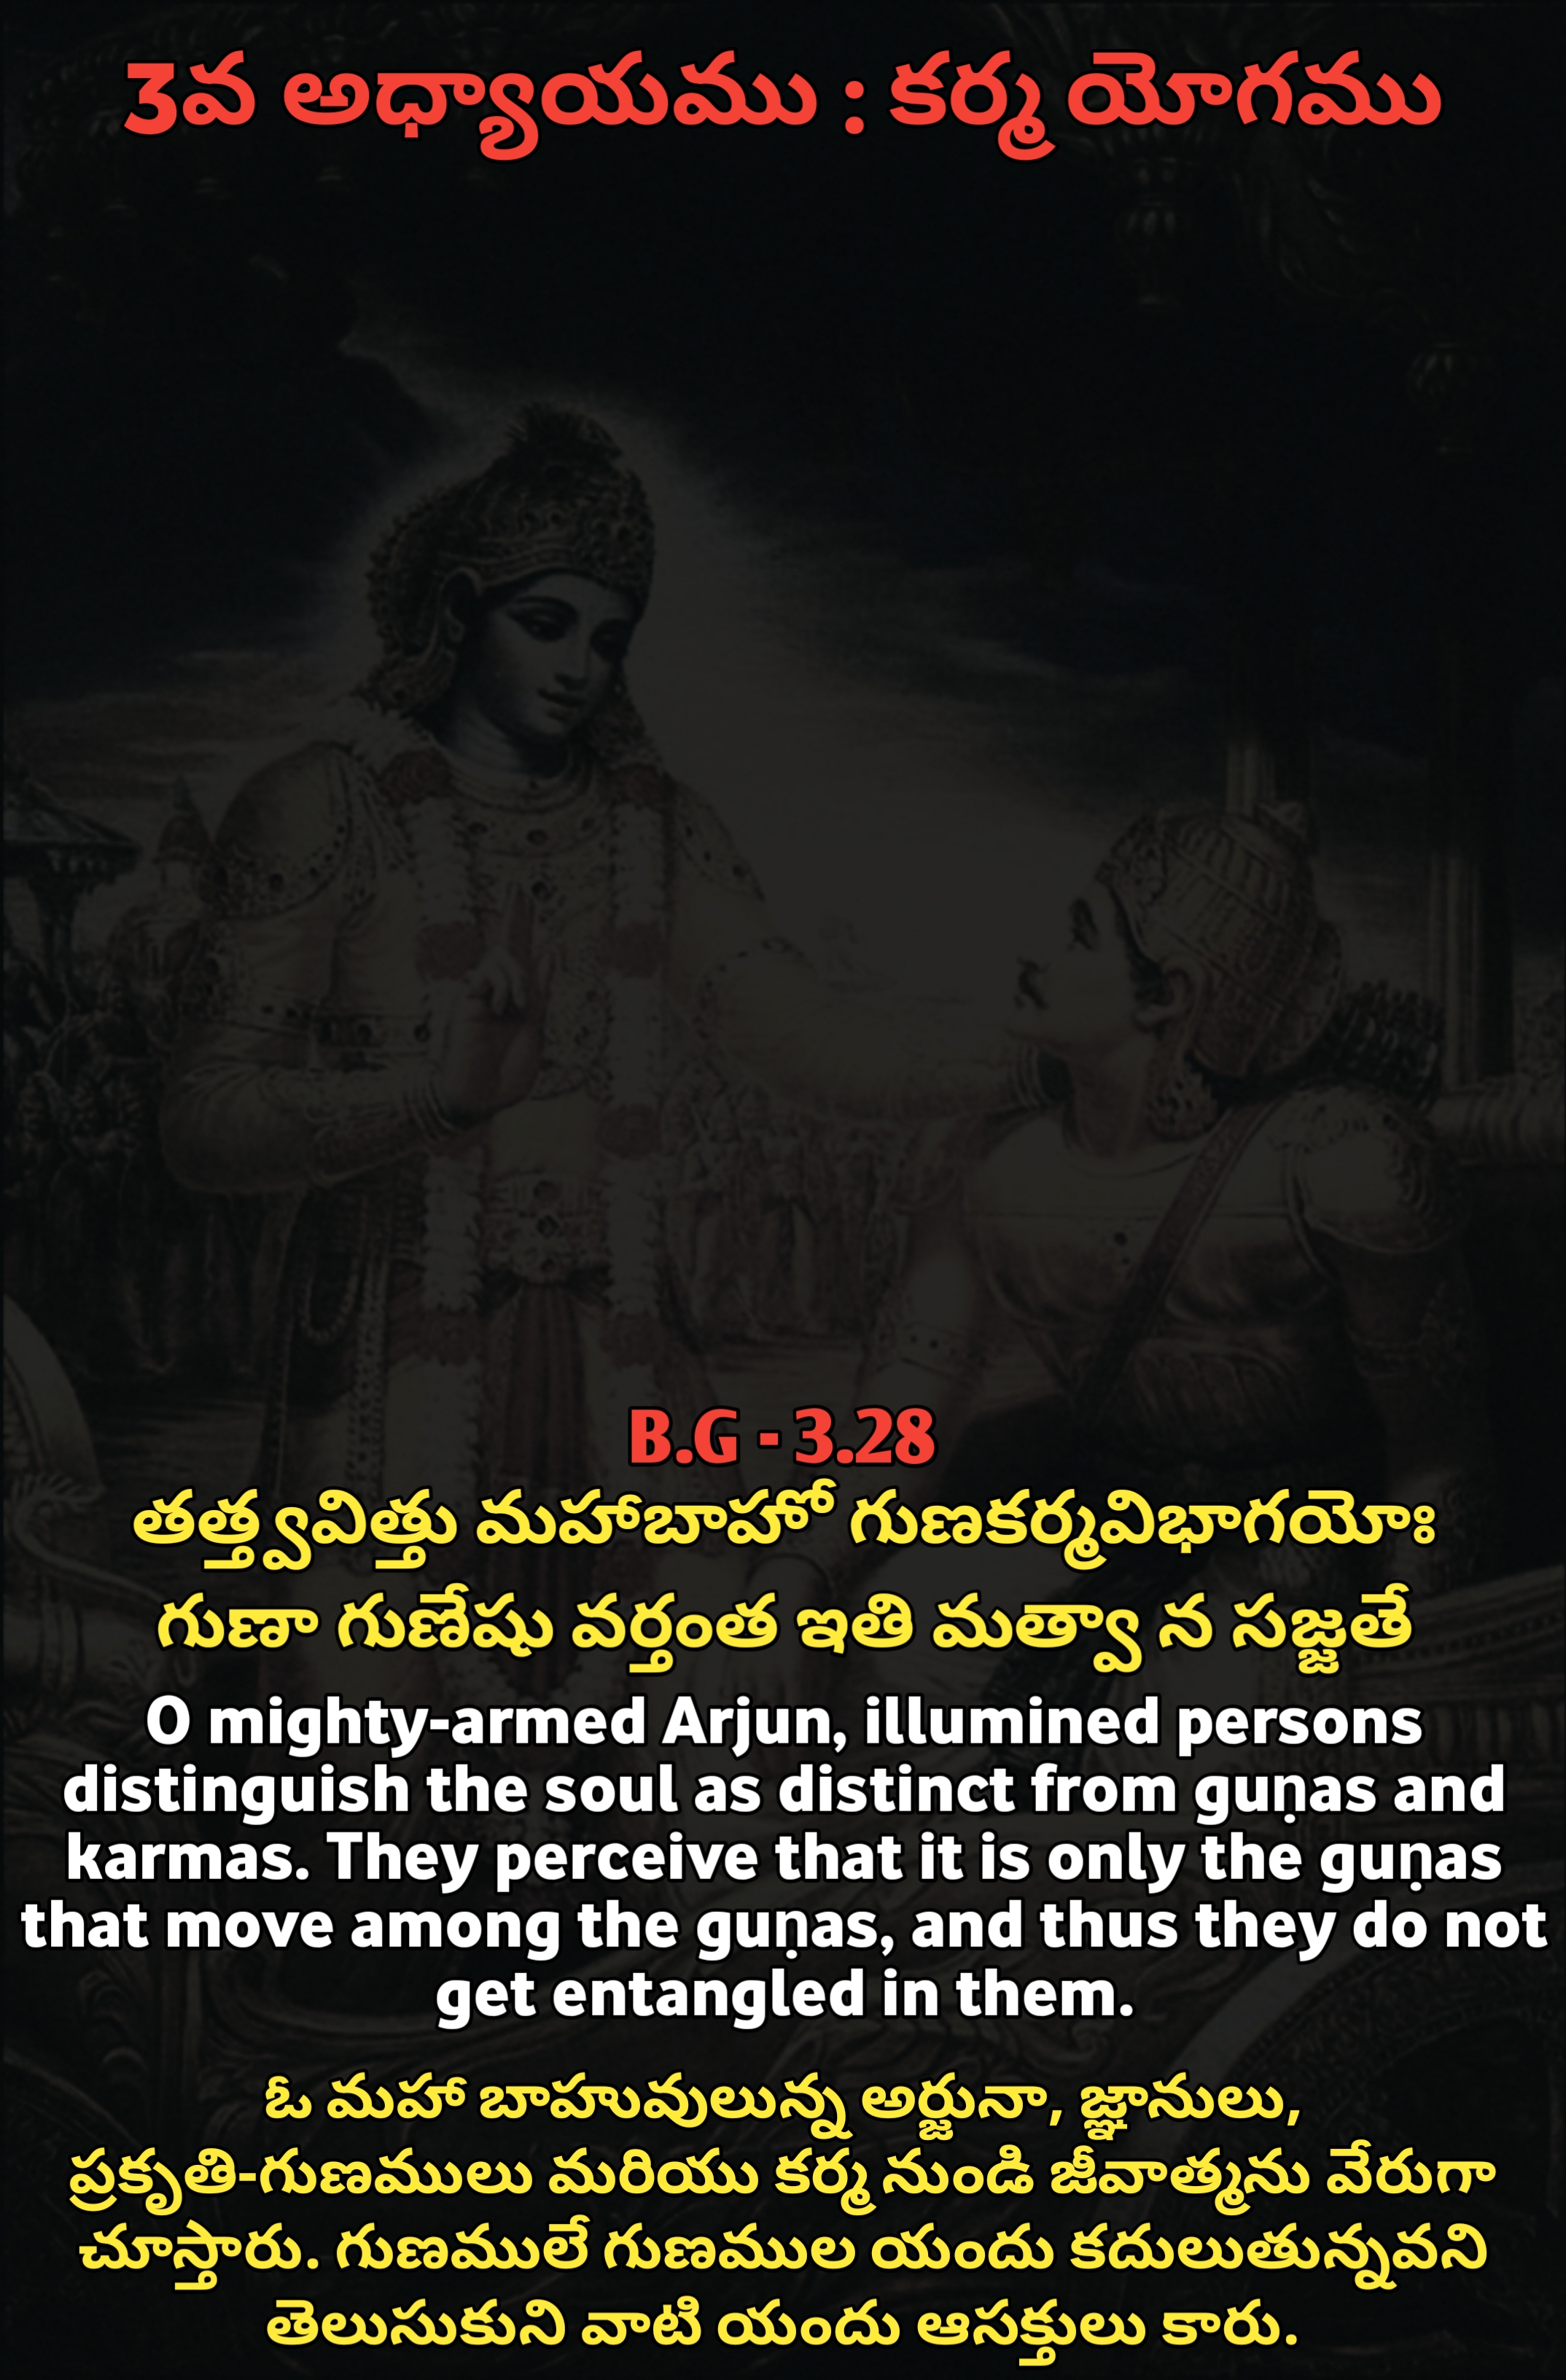 3వ అధ్యాయము : కర్మ యోగము
B.G - 3.28
తత్త్వవిత్తు మహాబాహో గుణకర్మవిభాగయోః
గుణా గుణేషు వర్తంత ఇతి మత్వా న సజ్జతే
O mighty-armed Arjun, illumined persons
distinguish the soul as distinct from guṇas and
karmas. They perceive that it is only the guṇas
that move among the guṇas, and thus they do not
get entangled in them.
ఓ మహా బాహువులున్న అర్జునా, జ్ఞానులు,
ప్రకృతి-గుణములు మరియు కర్మ నుండి జీవాత్మను వేరుగా
చూస్తారు. గుణములే గుణముల యందు కదులుతున్నవని
తెలుసుకుని వాటి యందు ఆసక్తులు కారు.